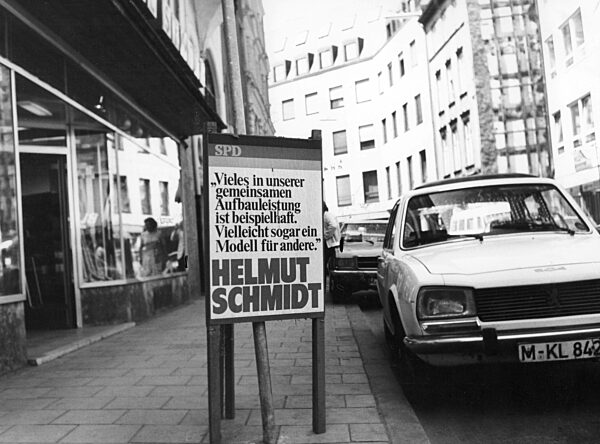 SPD
„Vieles in unserer
gemeinsamen
Aufbauleistung
ist beispielhaft.
Vielleicht sogar ein
Modell für andere.“
HELMUT
SCHMIDT
M-KL 842